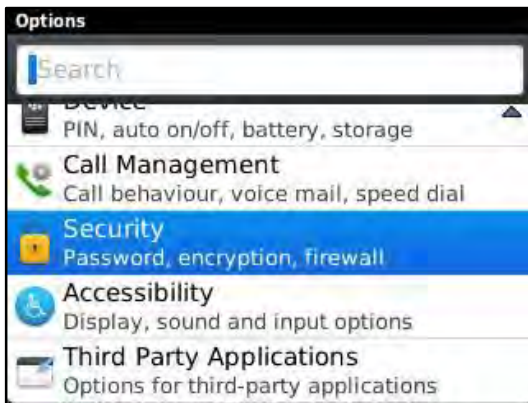 Options
Search
Device
PIN, auto on/off, battery, storage
Call Management
Call behaviour, voice mail, speed dial
Security
Password, encryption, firewall
Accessibility
Display, sound and input options
Third Party Applications
Options for third-party applications